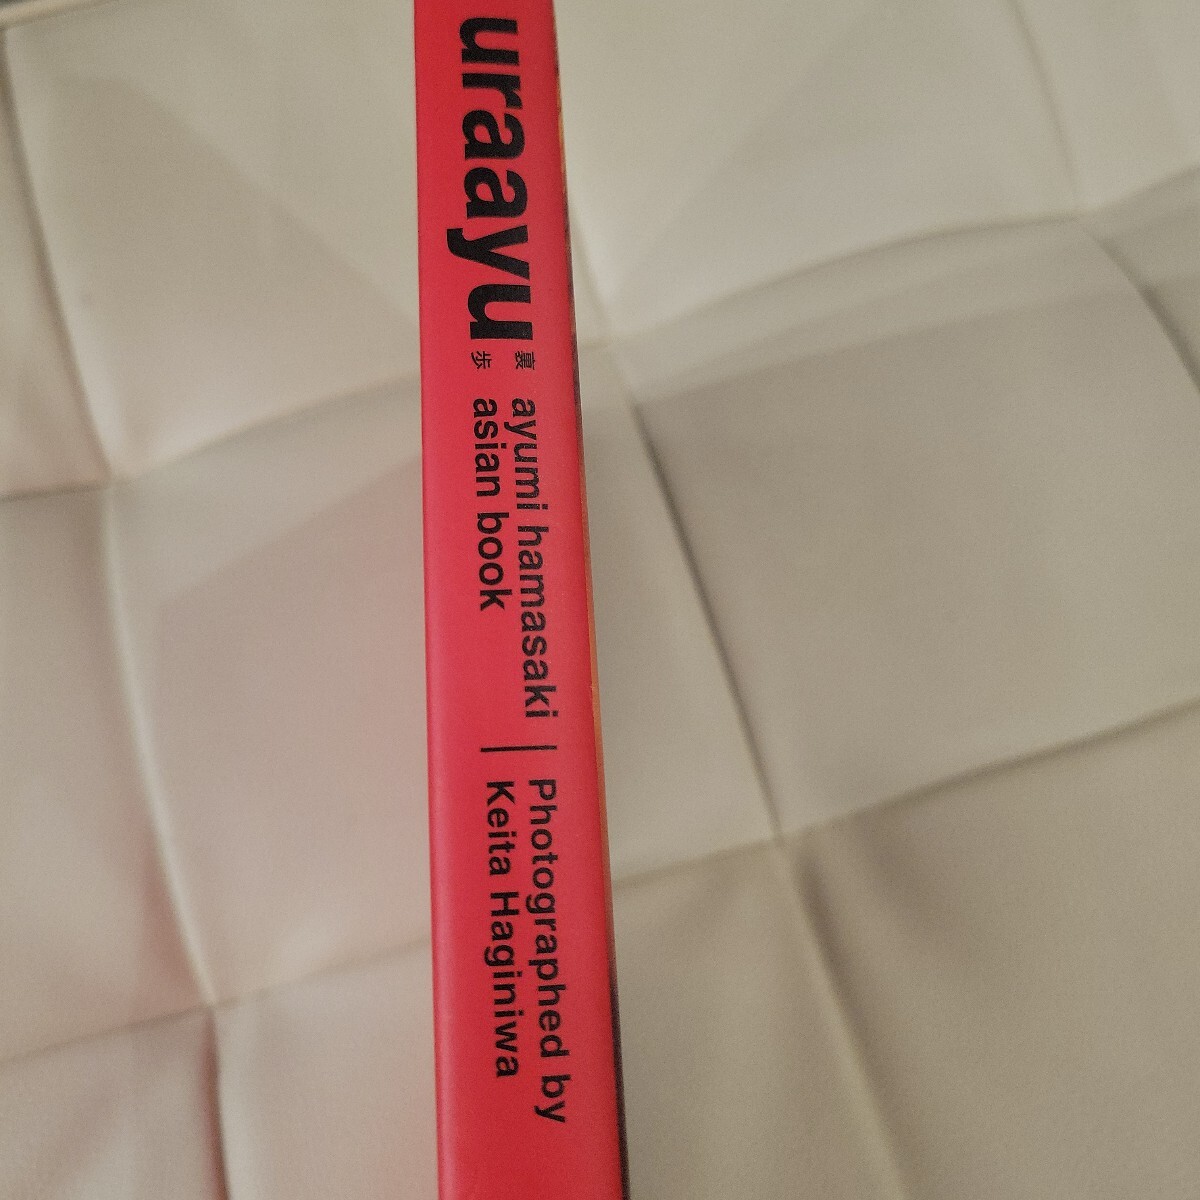 uraayu
裏歩
ayumi hamasaki
asian book
Photographed by
Keita Haginiwa